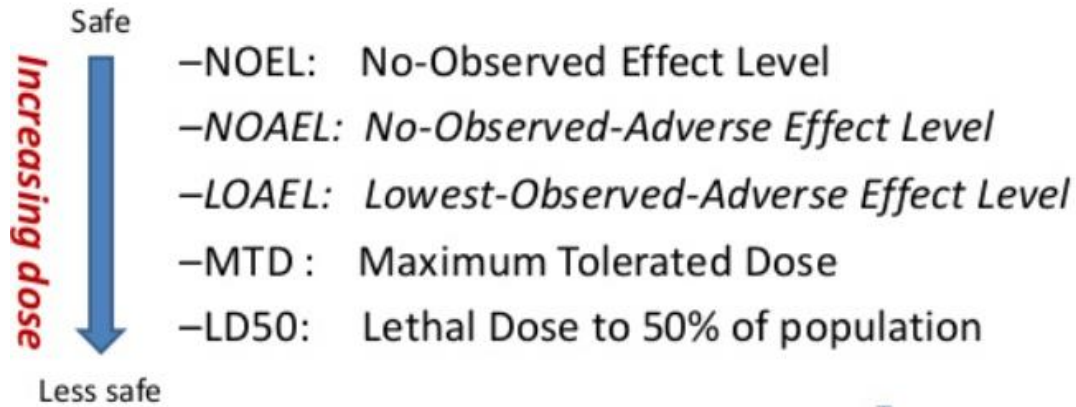 Safe
Increasing dose
–NOEL: No-Observed Effect Level
–NOAEL: No-Observed-Adverse Effect Level
–LOAEL: Lowest-Observed-Adverse Effect Level
–MTD : Maximum Tolerated Dose
–LD50: Lethal Dose to 50% of population
Less safe